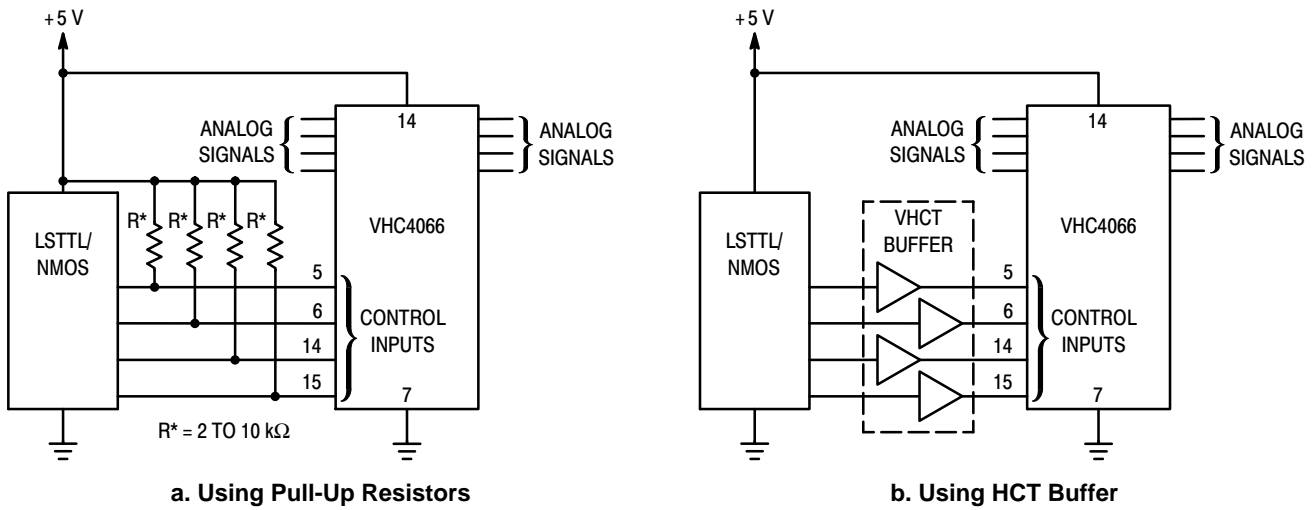 +5 V
14
ANALOG
SIGNALS
ANALOG
SIGNALS
R* R* R* R*
LSTTL/
NMOS
VHC4066
5
6
14
15
CONTROL
INPUTS
7
R* = 2 TO 10 kΩ
a. Using Pull-Up Resistors
+5 V
14
ANALOG
SIGNALS
ANALOG
SIGNALS
LSTTL/
NMOS
VHCT
BUFFER
VHC4066
5
6
14
15
CONTROL
INPUTS
7
b. Using HCT Buffer